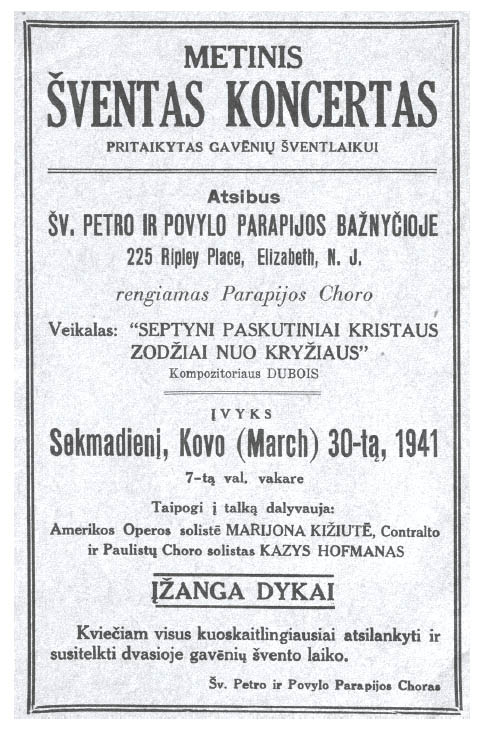 METINIS
ŠVENTAS KONCERTAS
PRITAIKYTAS GAVĖNIŲ ŠVENTLAIKUI
Atsibus
ŠV. PETRO IR POVYLO PARAPIJOS BAŽNYČIOJE
225 Ripley Place, Elizabeth, N. J.
rengiamas Parapijos Choro
Veikalas: "SEPTYNI PASKUTINIAI KRISTAUS
ZODŽIAI NUO KRYŽIAUS"
Kompozitoriaus DUBOIS
ĮVYKS
Sekmadienį, Kovo (March) 30-tą, 1941
7-tą val. vakare
Taipogi į talką dalyvauja:
Amerikos Operos solistė MARIJONA KIŽIUTĖ, Contralto
ir Paulistų Choro solistas KAZYS HOFMANAS
ĮŽANGA DYKAI
Kviečiam visus kuoskaitlingiausiai atsilankyti ir
susitelkti dvasioje gavėnių švento laiko.
Šv. Petro ir Povylo Parapijos Choras